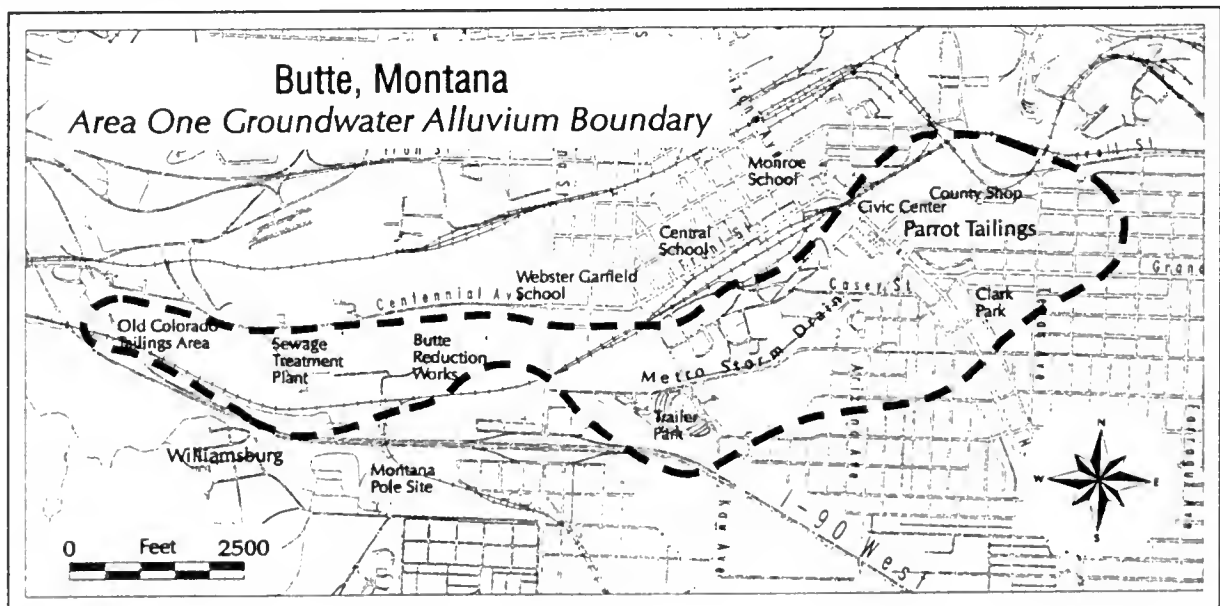 Butte, Montana
Area One Groundwater Alluvium Boundary
Monroe
School
County Shop
Civic Center
Parrot Tailings
Central
School
Grand
Webster Garfield
School
Centennial Av
Casey St
Clark
Park
Old Colorado
Tailings Area
Sewage
Treatment
Plant
Butte
Reduction
Works
Metro Storm Drain
Trailer
Park
Williamsburg
Montana
Pole Site
I-90 West
0 Feet 2500
N
W E
S